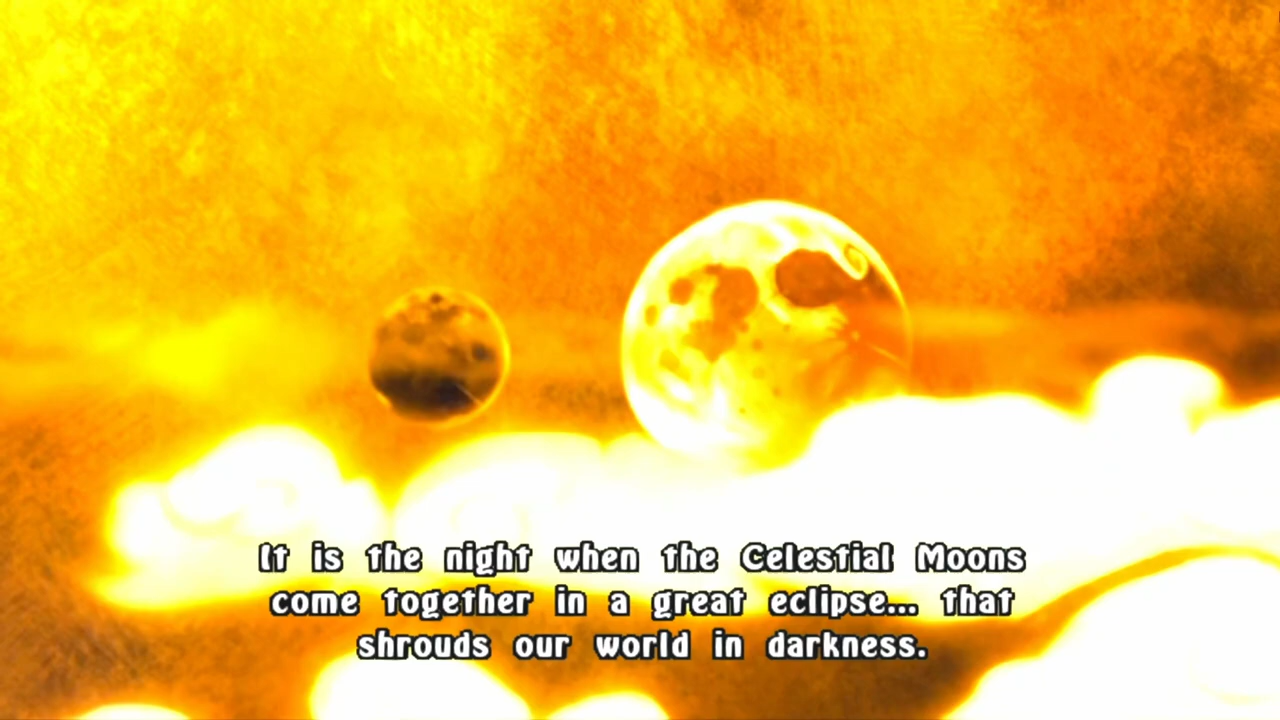 It is the night when the Celestial Moons
come together in a great eclipse... that
shrouds our world in darkness.